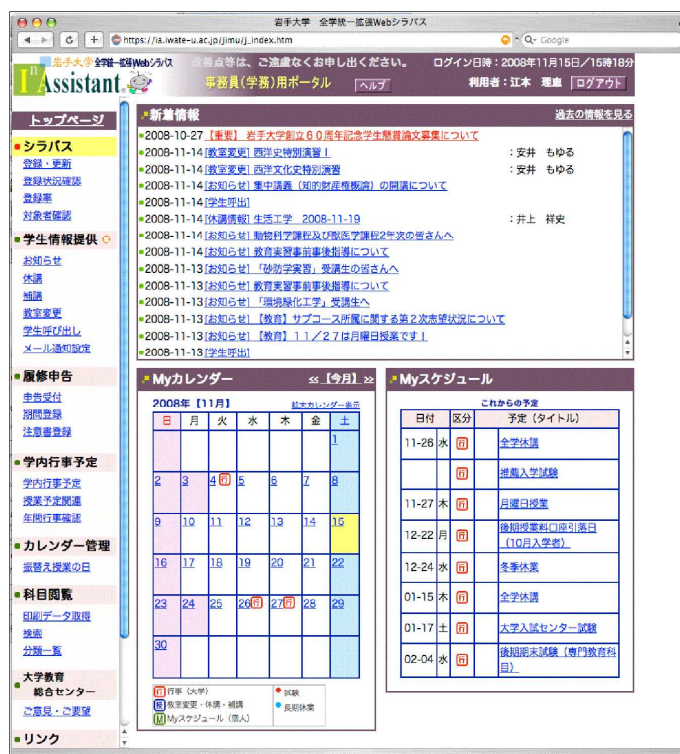 岩手大学 全学統一拡張Webシラバス
https://ia.iwate-u.ac.jp/jimu/j_index.htm
Google
岩手大学 全学統一拡張Webシラバス
善点等は、ご遠慮なくお申し出ください。
ログイン日時：2008年11月15日／15時18分
In Assistant
事務員(学務)用ポータル
ヘルプ
利用者：江本 理恵
ログアウト
トップページ
シラバス
登録・更新
登録状況確認
登録率
対象者確認
学生情報提供
お知らせ
休講
補講
教室変更
学生呼び出し
メール通知設定
履修申告
申告受付
期間登録
注意書登録
学内行事予定
学内行事予定
授業予定関連
年間行事確認
カレンダー管理
振替え授業の日
科目閲覧
印刷データ取得
検索
分類一覧
大学教育
総合センター
ご意見・ご要望
リンク
新着情報
過去の情報を見る
2008-10-27 【重要】 岩手大学創立６０周年記念学生懸賞論文募集について
2008-11-14 [教室変更] 西洋史特別演習Ⅰ ：安井 もゆる
2008-11-14 [教室変更] 西洋文化史特別演習 ：安井 もゆる
2008-11-14 [お知らせ] 集中講義（知的財産権概論）の開講について
2008-11-14 [学生呼出]
2008-11-14 [休講情報] 生活工学 2008-11-19 ：井上 祥史
2008-11-14 [お知らせ] 動物科学課程及び獣医学課程2年次の皆さんへ
2008-11-14 [お知らせ] 教育実習事前事後指導について
2008-11-13 [お知らせ] 「砂防学実習」受講生の皆さんへ
2008-11-13 [お知らせ] 教育実習事前事後指導について
2008-11-13 [お知らせ] 「環境緑化工学」受講生へ
2008-11-13 [お知らせ] 【教育】サブコース所属に関する第２次志望状況について
2008-11-13 [お知らせ] 【教育】１１／２７は月曜日授業です！
2008-11-13 [学生呼出]
Myカレンダー
<< 【今月】 >>
2008年【11月】
拡大カレンダー表示
日 月 火 水 木 金 土
1
2 3 4 行 5 6 7 8
9 10 11 12 13 14 15
16 17 18 19 20 21 22
23 24 25 26 行 27 行 28 29
30
行 行事（大学）
試験
教室変更・休講・補講
長期休業
M Myスケジュール（個人）
Myスケジュール
これからの予定
日付 区分 予定（タイトル）
11-26 水 行 全学休講
行 推薦入学試験
11-27 木 行 月曜日授業
12-22 月 行 後期授業料口座引落日
（10月入学者）
12-24 水 行 冬季休業
01-15 木 行 全学休講
01-17 土 行 大学入試センター試験
02-04 水 行 後期期末試験（専門教育科
目）